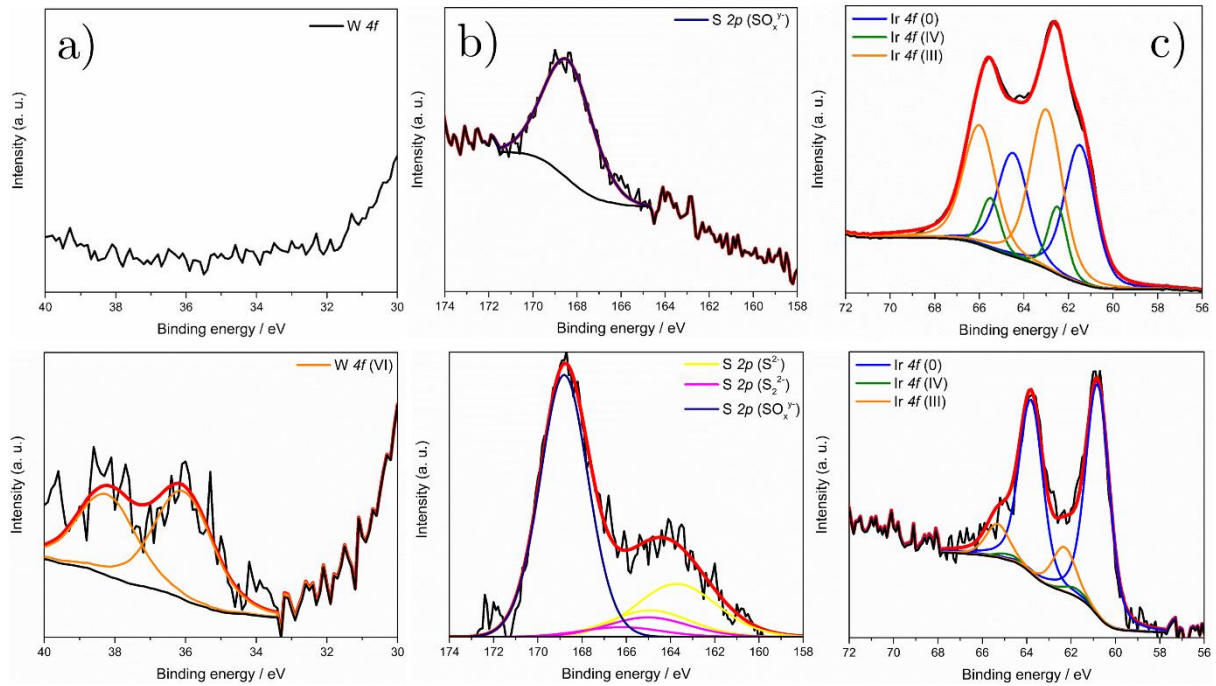 a)
W 4f
Intensity (a. u.)
40 38 36 34 32 30
Binding energy / eV
b)
S 2p (SOₓʸ⁻)
Intensity (a. u.)
174 172 170 168 166 164 162 160 158
Binding energy / eV
c)
Ir 4f (0)
Ir 4f (IV)
Ir 4f (III)
Intensity (a. u.)
72 70 68 66 64 62 60 58 56
Binding energy / eV
W 4f (VI)
Intensity (a. u.)
40 38 36 34 32 30
Binding energy / eV
S 2p (S²⁻)
S 2p (S₂²⁻)
S 2p (SOₓʸ⁻)
Intensity (a. u.)
174 172 170 168 166 164 162 160 158
Binding energy / eV
Ir 4f (0)
Ir 4f (IV)
Ir 4f (III)
Intensity (a. u.)
72 70 68 66 64 62 60 58 56
Binding energy / eV